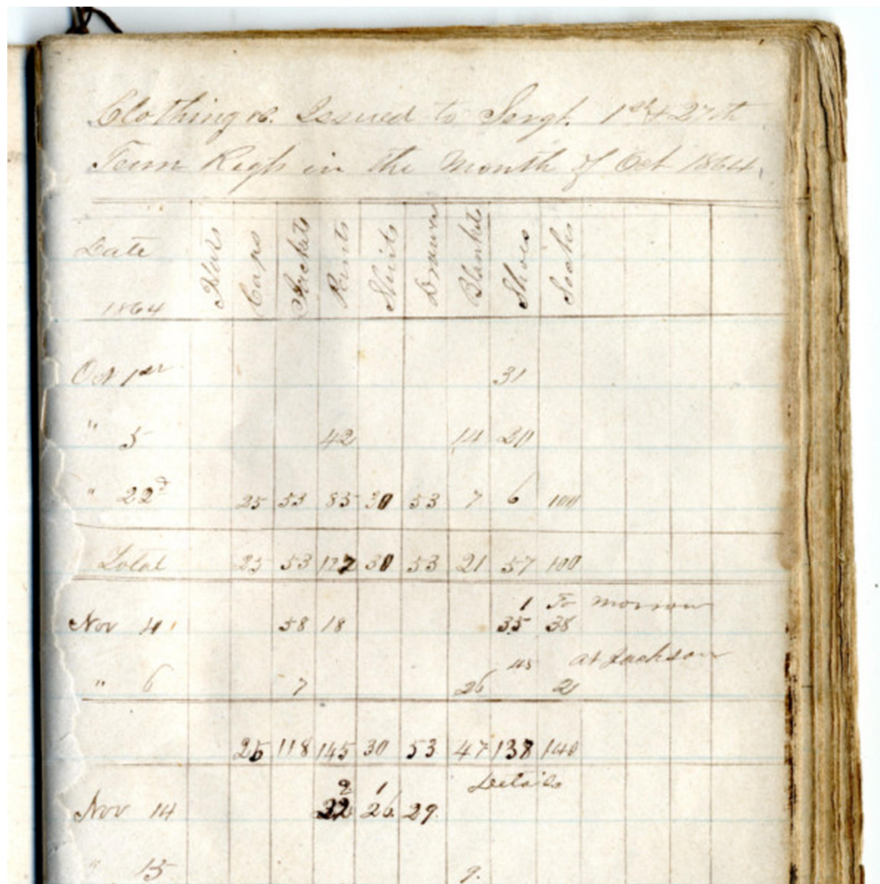 Clothing &c. Issued to Sergt. 1st & 27th
Tenn Regts in the Month of Oct 1864.
Date 1864 Hats Caps Jackets Pants Shirts Drawers Blankets Shoes Socks
Oct 1st 31
" 5 42 14 20
" 22d 25 53 85 30 53 7 6 100
Total 25 53 127 30 53 21 57 100
1 To Morrow
Nov 4 58 18 35 38
45 At Jackson
" 6 7 26 2
25 118 145 30 53 47 138 140
2 1 Details
Nov 14 32 26 29
" 15 9.